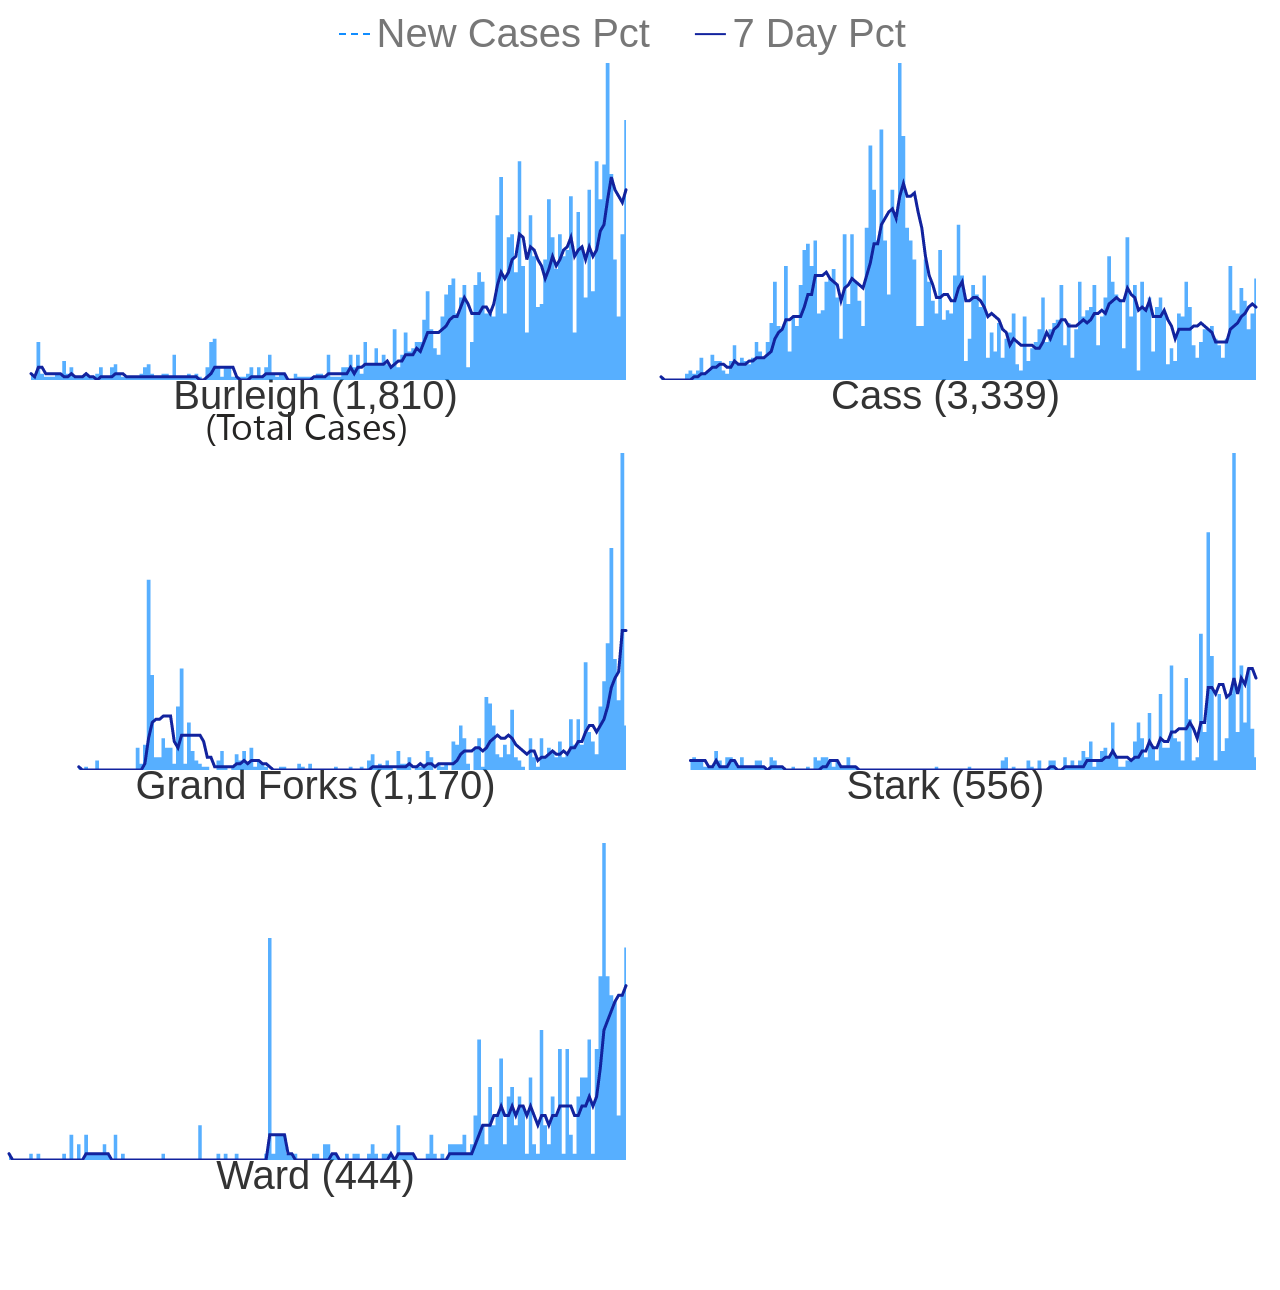 New Cases Pct 7 Day Pct
Burleigh (1,810)
(Total Cases)
Cass (3,339)
Grand Forks (1,170)
Stark (556)
Ward (444)